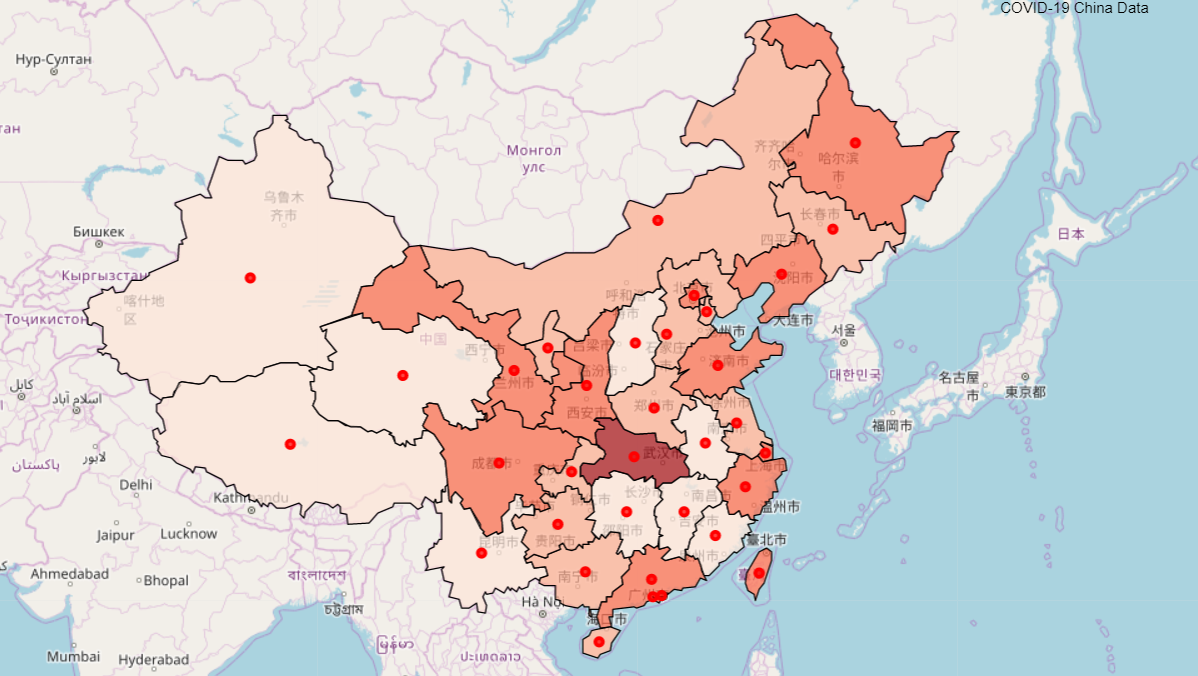 COVID-19 China Data
Нур-Султан
тан
Монгол
улс
齐齐哈
尔市
哈尔滨
市
乌鲁木
齐市
长春市
Бишкек
四平市
日本
Кыргызстан
喀什地
区
沈阳市
北京市
呼和浩
特市
Тоҷикистон
中国
大连市
서울
西宁市
吕梁市
石家庄
市
济南市
临汾市
兰州市
대한민국
名古屋
市
東京都
کابل
اسلام آباد
西安市
郑州市
徐州市
福岡市
لاہور
پاکستان
成都市
武汉市
上海市
Delhi
Kathmandu
长沙市
南昌市
温州市
Jaipur
Lucknow
邵阳市
吉安市
昆明市
贵阳市
臺北市
Ahmedabad
Bhopal
বাংলাদেশ
南宁市
广州市
Hà Nội
চট্টগ্রাম
海口市
မြန်မာ
ປະເທດລາວ
Mumbai
Hyderabad